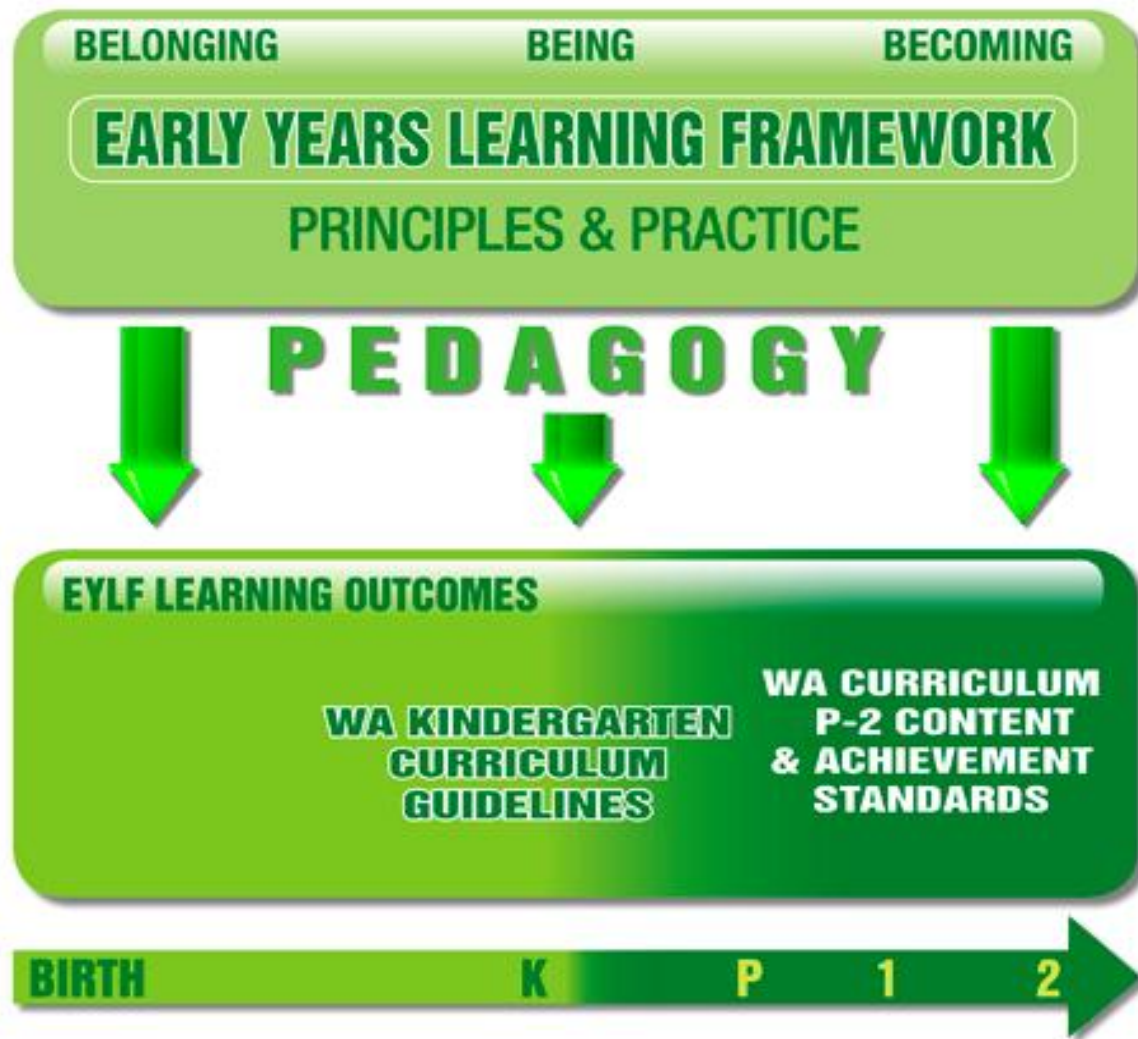 BELONGING BEING BECOMING
EARLY YEARS LEARNING FRAMEWORK
PRINCIPLES & PRACTICE
PEDAGOGY
EYLF LEARNING OUTCOMES
WA KINDERGARTEN
CURRICULUM
GUIDELINES
WA CURRICULUM
P-2 CONTENT
& ACHIEVEMENT
STANDARDS
BIRTH K P 1 2